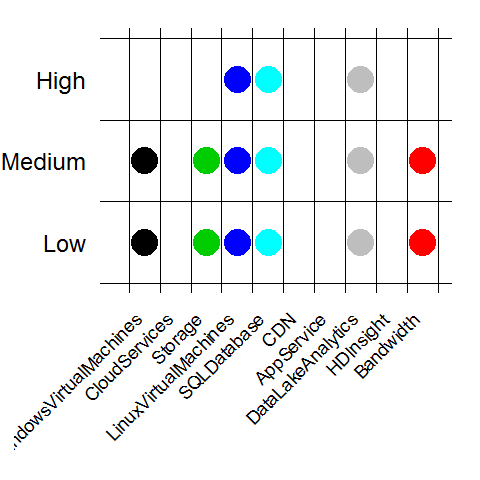 High
Medium
Low
ndowsVirtualMachines
CloudServices
Storage
LinuxVirtualMachines
SQLDatabase
CDN
AppService
DataLakeAnalytics
HDInsight
Bandwidth